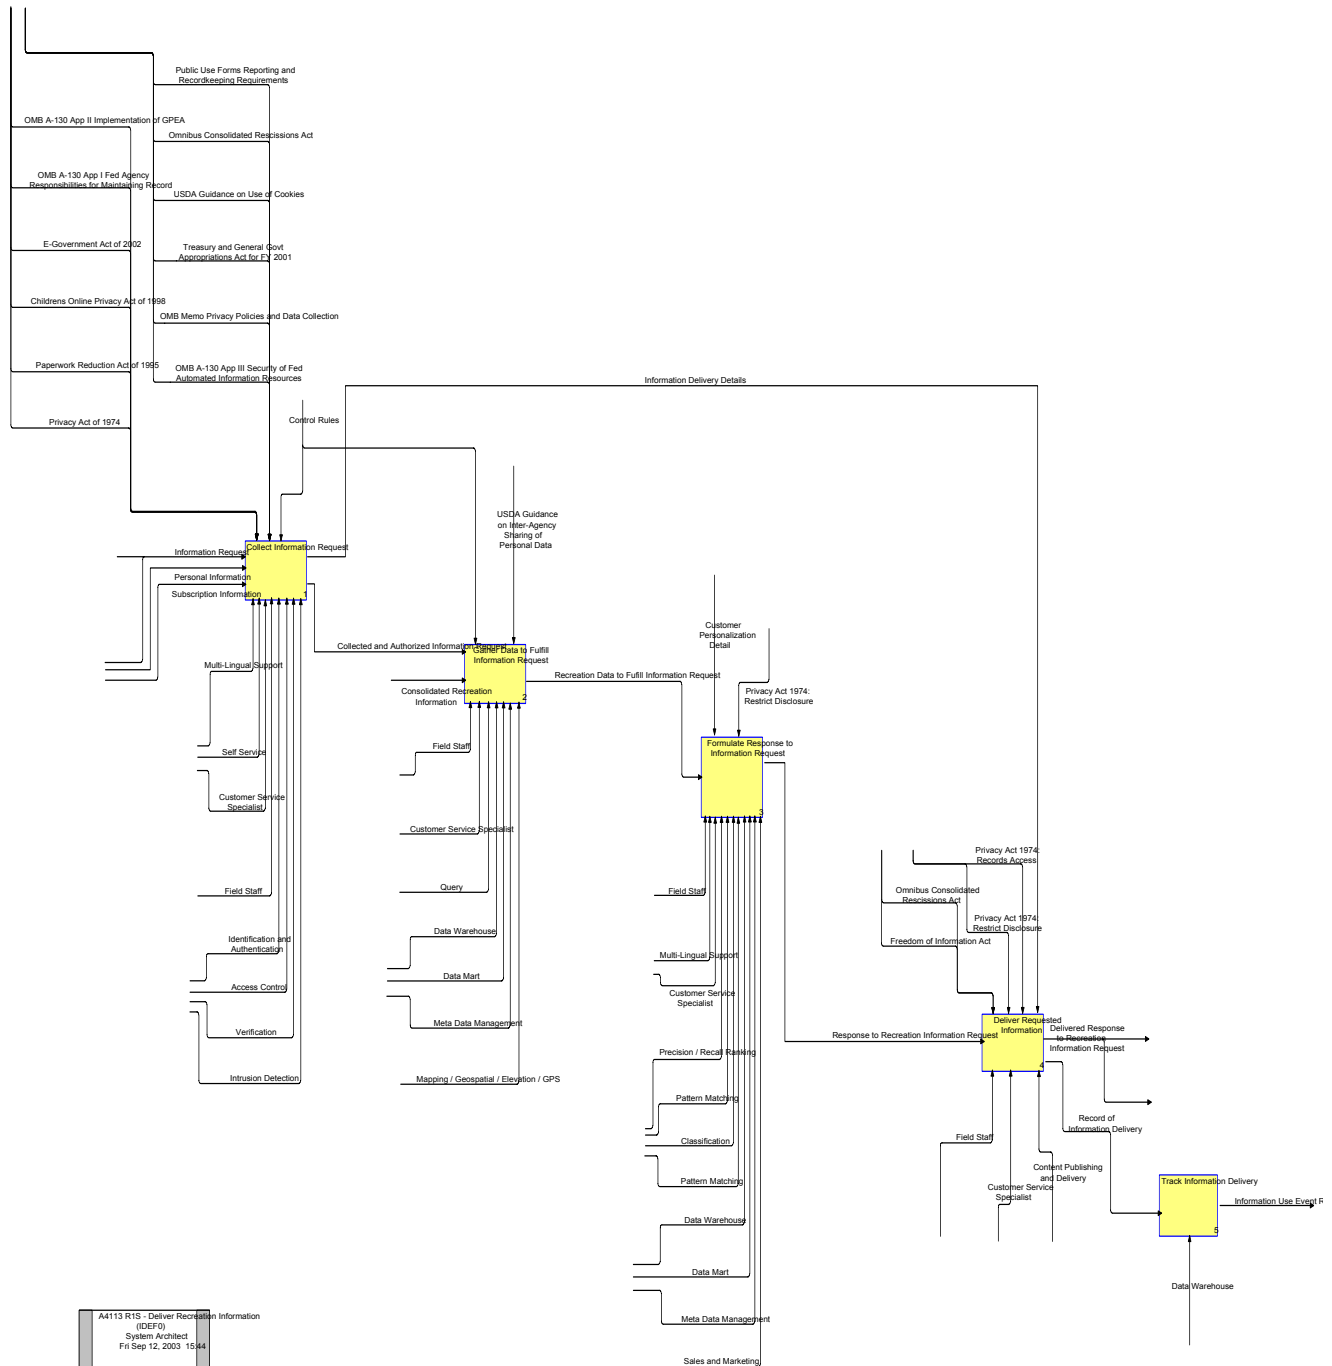 Public Use Forms Reporting and
Recordkeeping Requirements
OMB A-130 App II Implementation of GPEA
Omnibus Consolidated Rescissions Act
OMB A-130 App I Fed Agency
Responsibilities for Maintaining Record
USDA Guidance on Use of Cookies
E-Government Act of 2002
Treasury and General Govt
Appropriations Act for FY 2001
Childrens Online Privacy Act of 1998
OMB Memo Privacy Policies and Data Collection
Paperwork Reduction Act of 1995
OMB A-130 App III Security of Fed
Automated Information Resources
Information Delivery Details
Privacy Act of 1974
Control Rules
USDA Guidance
on Inter-Agency
Sharing of
Personal Data
Information Request
Collect Information Request
Personal Information
Subscription Information
1
Multi-Lingual Support
Self Service
Customer Service
Specialist
Field Staff
Identification and
Authentication
Access Control
Verification
Intrusion Detection
Collected and Authorized Information Request
Gather Data to Fulfill
Information Request
2
Consolidated Recreation
Information
Recreation Data to Fufill Information Request
Field Staff
Customer Service Specialist
Query
Data Warehouse
Data Mart
Meta Data Management
Mapping / Geospatial / Elevation / GPS
Customer
Personalization
Detail
Privacy Act 1974:
Restrict Disclosure
Formulate Response to
Information Request
3
Field Staff
Multi-Lingual Support
Customer Service
Specialist
Precision / Recall Ranking
Pattern Matching
Classification
Pattern Matching
Data Warehouse
Data Mart
Meta Data Management
Sales and Marketing
Privacy Act 1974:
Records Access
Omnibus Consolidated
Rescissions Act
Privacy Act 1974:
Restrict Disclosure
Freedom of Information Act
Response to Recreation Information Request
Deliver Requested
Information
4
Delivered Response
to Recreation
Information Request
Record of
Information Delivery
Field Staff
Customer Service
Specialist
Content Publishing
and Delivery
Track Information Delivery
5
Information Use Event R
Data Warehouse
A4113 R1S - Deliver Recreation Information
(IDEF0)
System Architect
Fri Sep 12, 2003 15:44